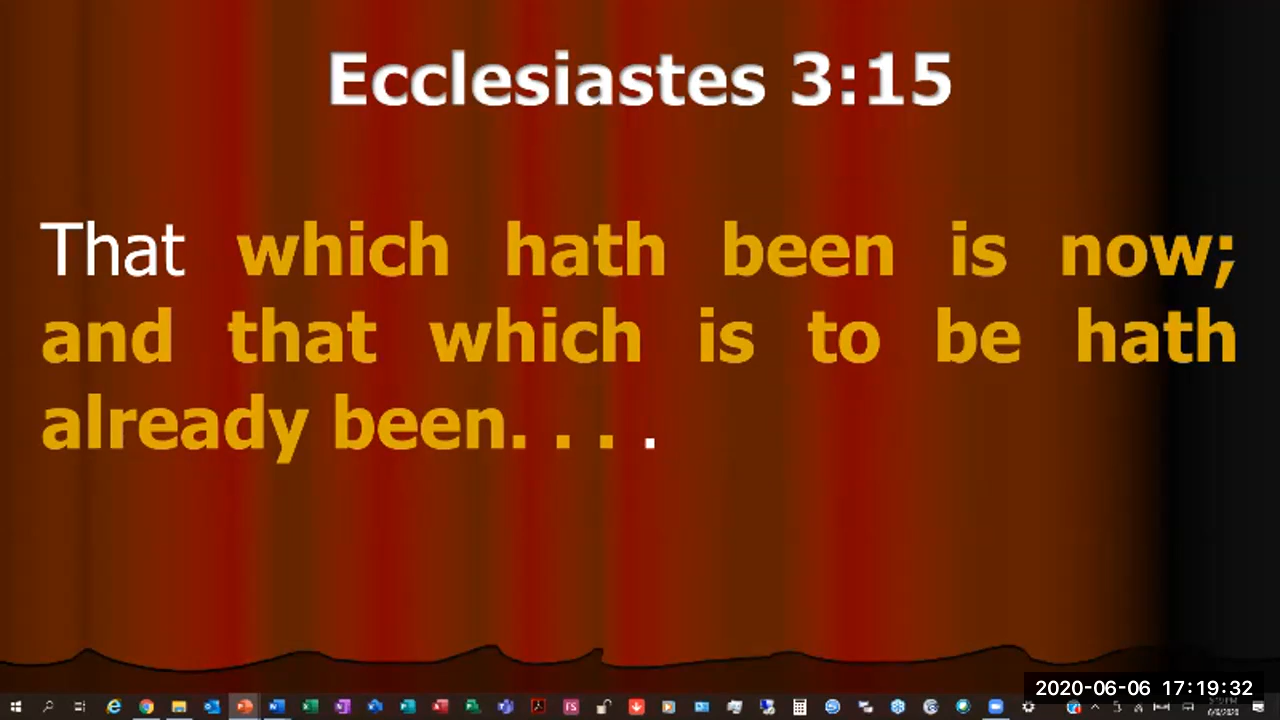 Ecclesiastes 3:15
That which hath been is now;
and that which is to be hath
already been. . . .
2020-06-06 17:19:32